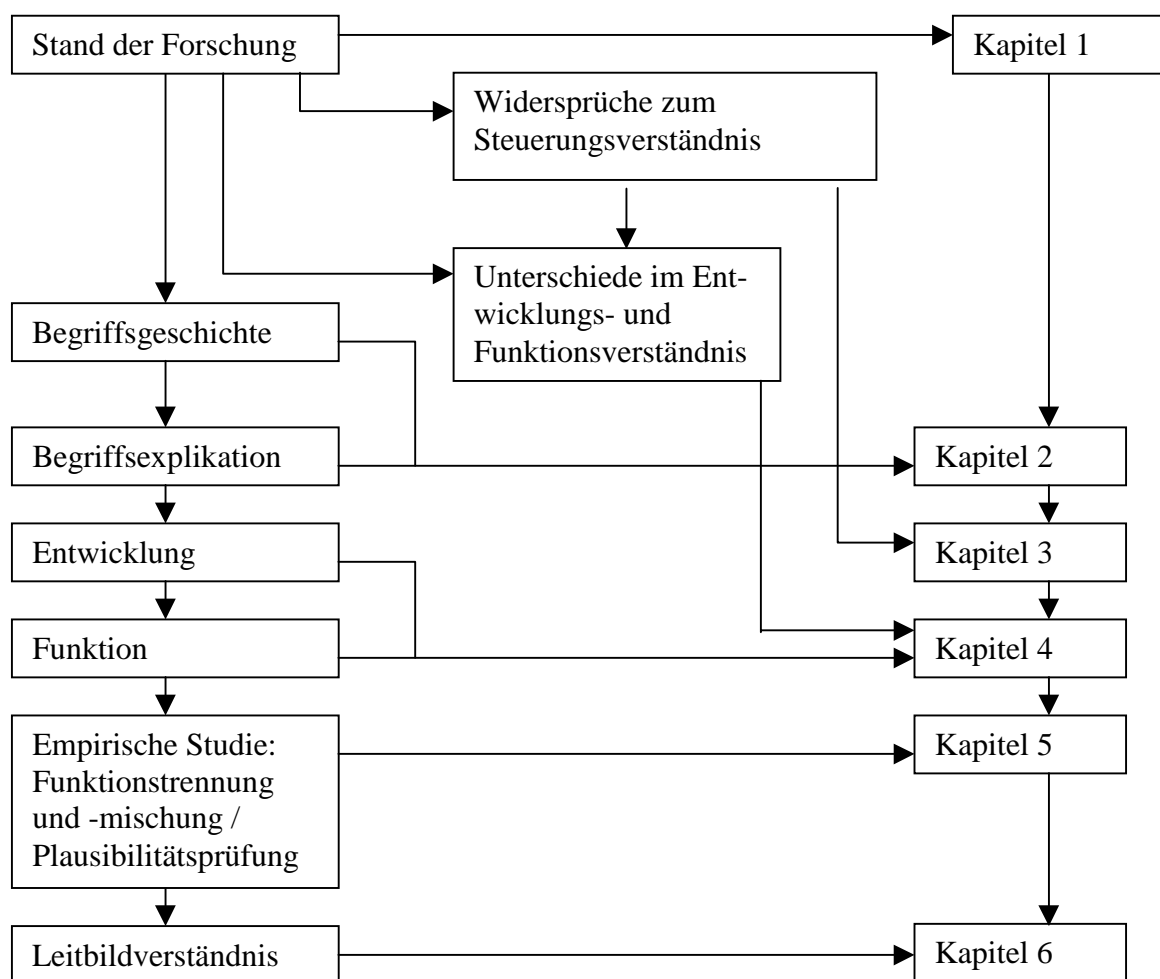 Stand der Forschung
Kapitel 1
Widersprüche zum
Steuerungsverständnis
Unterschiede im Ent-
wicklungs- und
Funktionsverständnis
Begriffsgeschichte
Begriffsexplikation
Kapitel 2
Entwicklung
Kapitel 3
Funktion
Kapitel 4
Empirische Studie:
Funktionstrennung
und -mischung /
Plausibilitätsprüfung
Kapitel 5
Leitbildverständnis
Kapitel 6